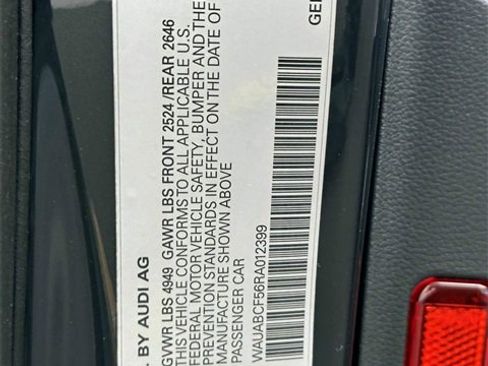 . BY AUDI AG
GVWR LBS 4949 GAWR LBS FRONT 2524 /REAR 2646
THIS VEHICLE CONFORMS TO ALL APPLICABLE U.S.
FEDERAL MOTOR VEHICLE SAFETY, BUMPER AND THE
PREVENTION STANDARDS IN EFFECT ON THE DATE OF
MANUFACTURE SHOWN ABOVE
PASSENGER CAR
WAUABCF56RA012399
GE